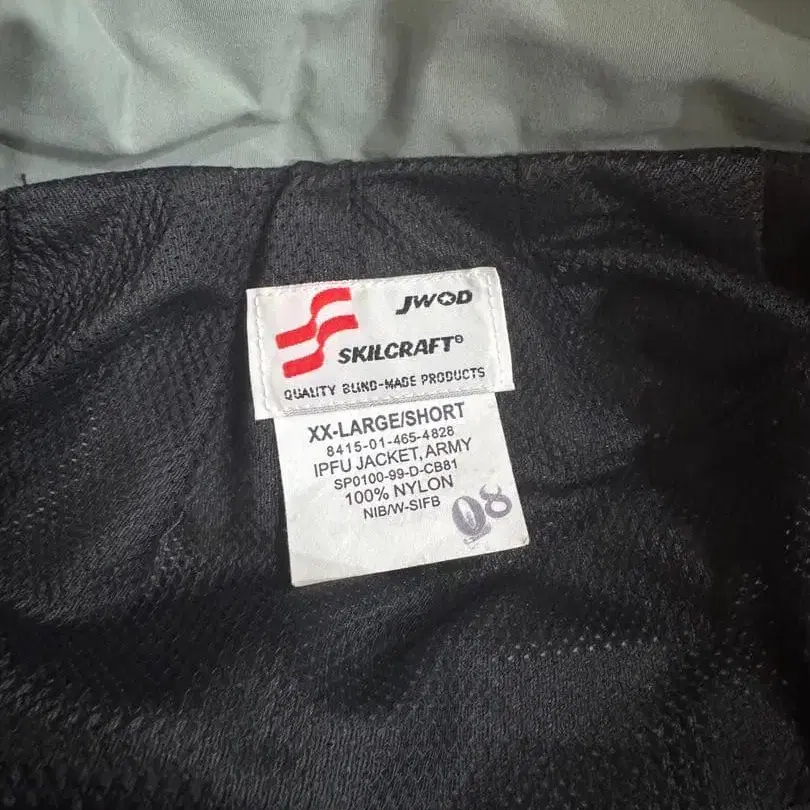 JWOD
SKILCRAFT®
QUALITY BLIND-MADE PRODUCTS
XX-LARGE/SHORT
8415-01-465-4828
IPFU JACKET, ARMY
SP0100-99-D-CB81
100% NYLON
NIB/W-SIFB
Q8